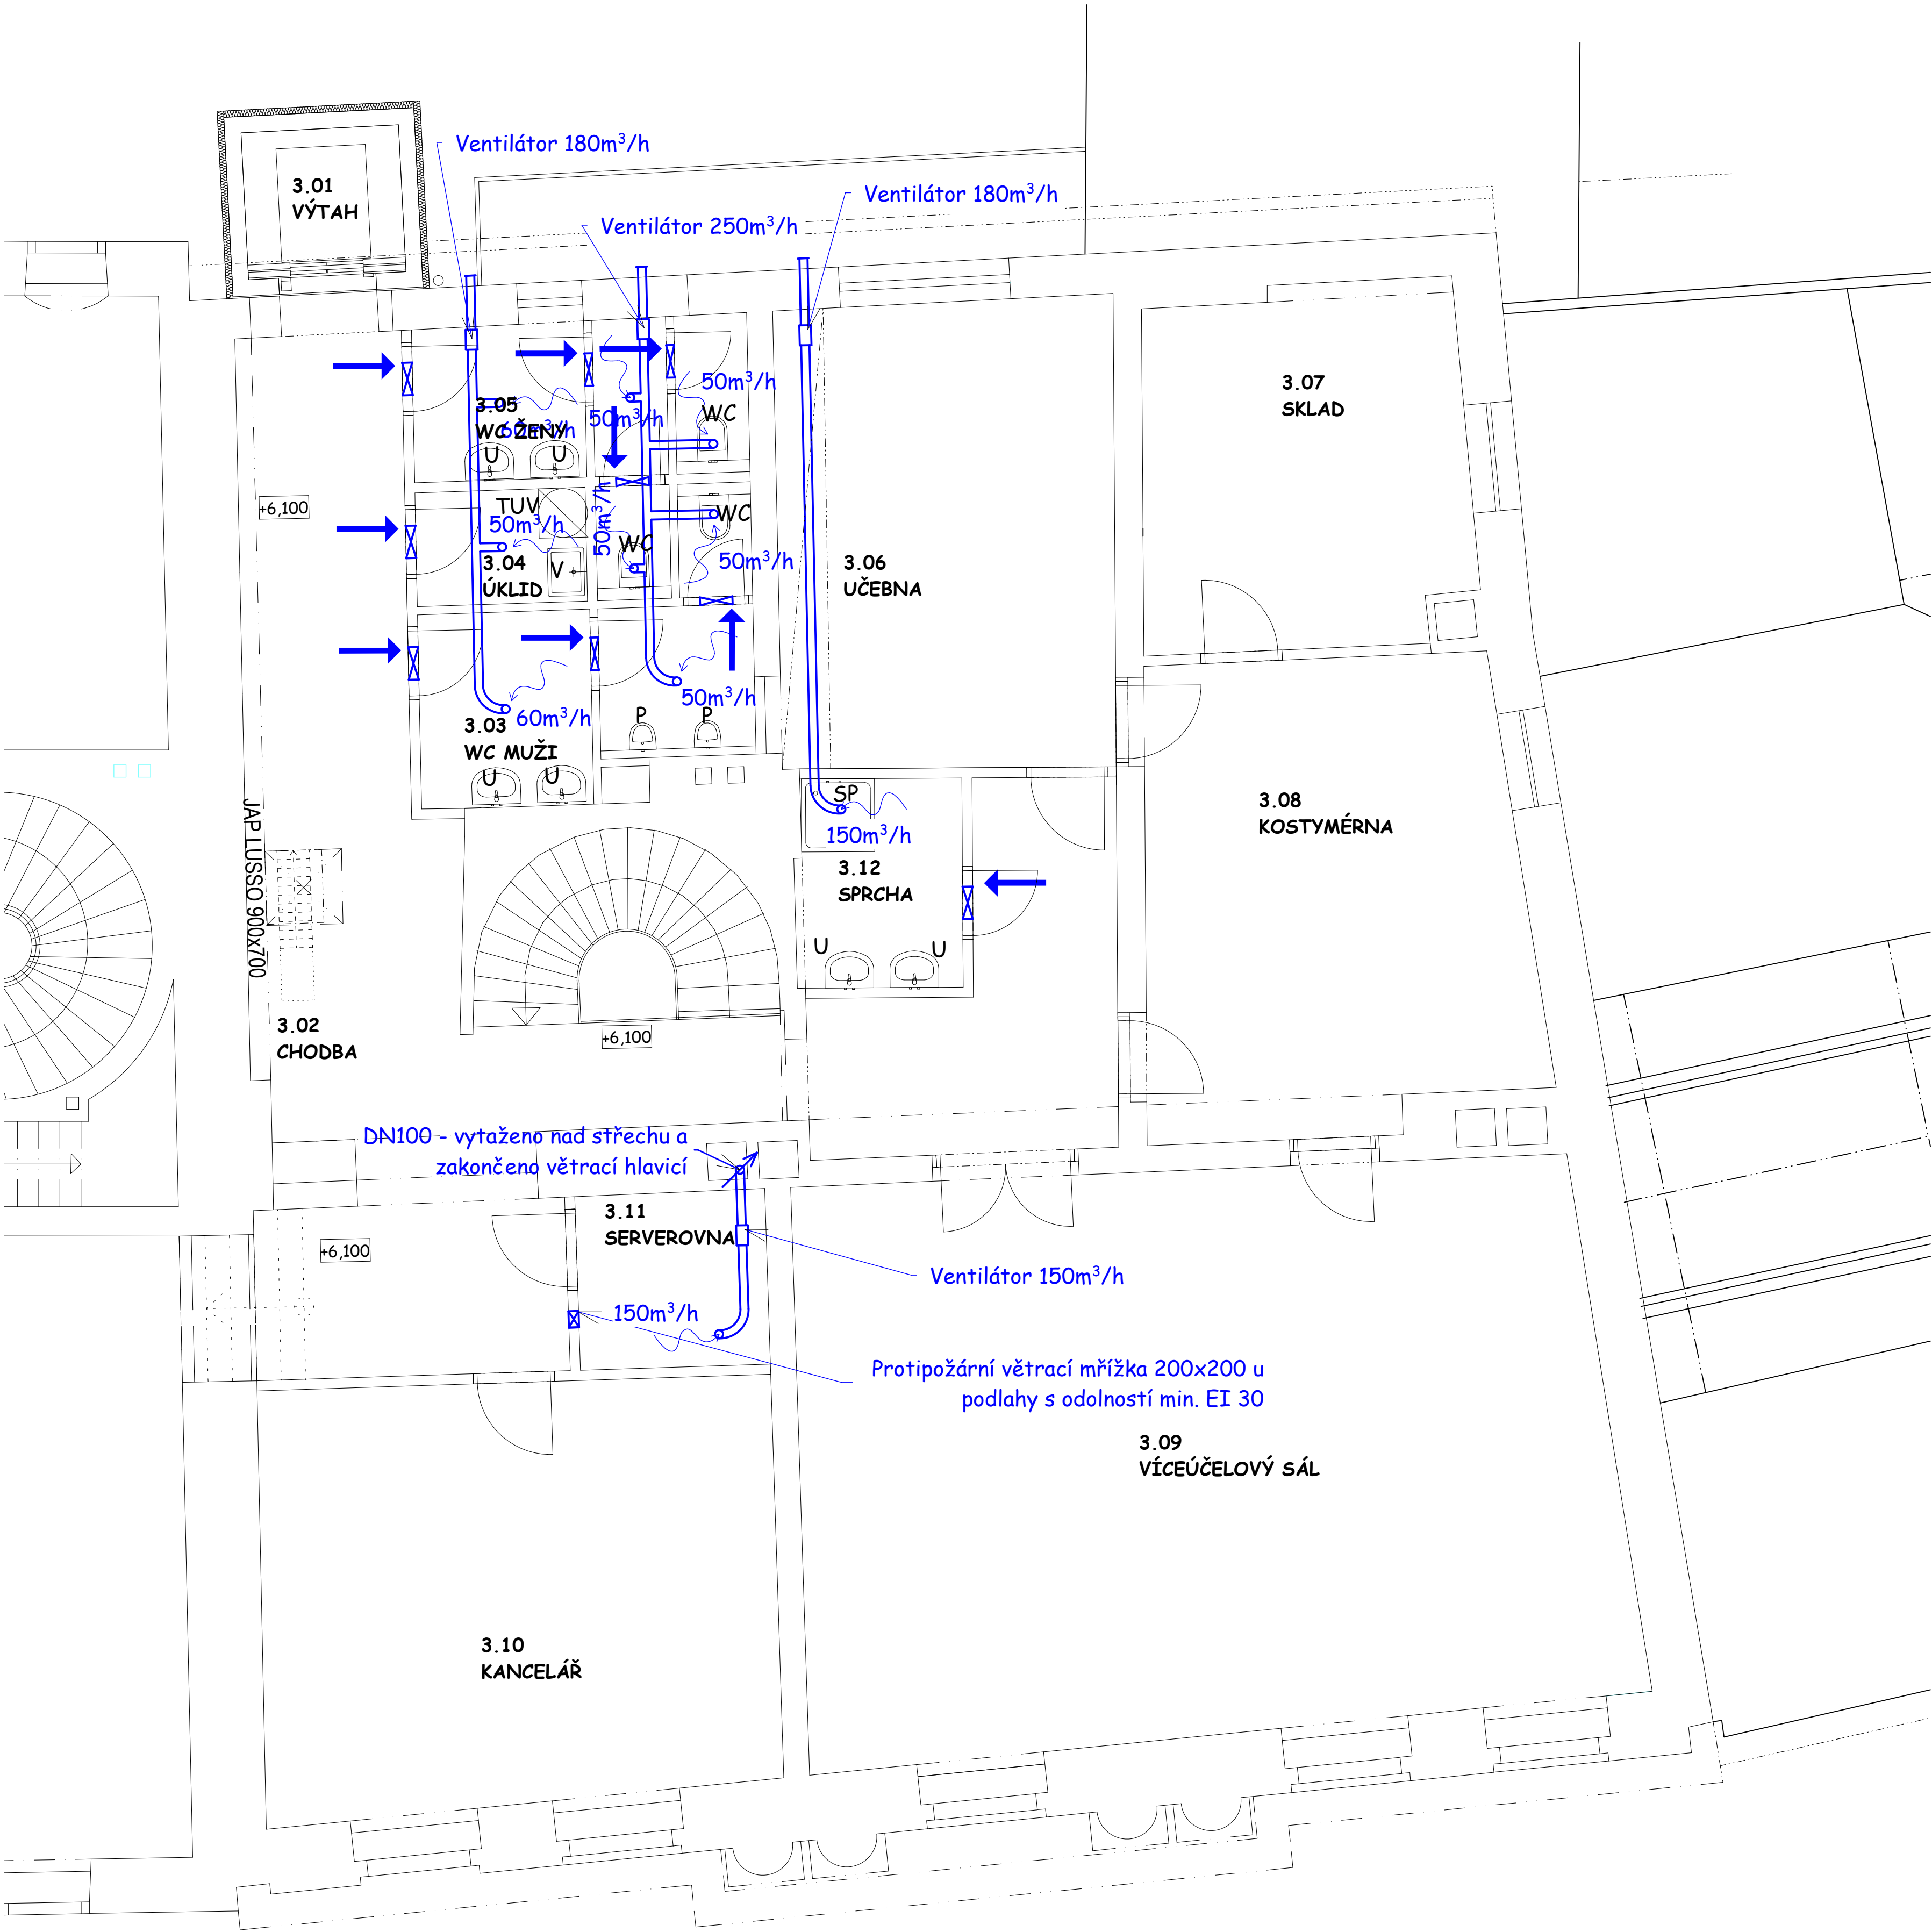 Ventilátor 180m³/h
3.01
VÝTAH
Ventilátor 180m³/h
Ventilátor 250m³/h
50m³/h
3.07
SKLAD
3.05
WC ŽENY
60m³/h
50m³/h
WC
U
U
+6,100
TUV
50m³/h
50m³/h
WC
WC
3.04
ÚKLID
V
50m³/h
3.06
UČEBNA
50m³/h
P
P
3.03
WC MUŽI
60m³/h
U
U
SP
150m³/h
3.08
KOSTYMÉRNA
JAP LUSSO 900x700
3.12
SPRCHA
U
U
3.02
CHODBA
+6,100
DN100 - vytaženo nad střechu a
zakončeno větrací hlavicí
3.11
SERVEROVNA
+6,100
Ventilátor 150m³/h
150m³/h
Protipožární větrací mřížka 200x200 u
podlahy s odolností min. EI 30
3.09
VÍCEÚČELOVÝ SÁL
3.10
KANCELÁŘ